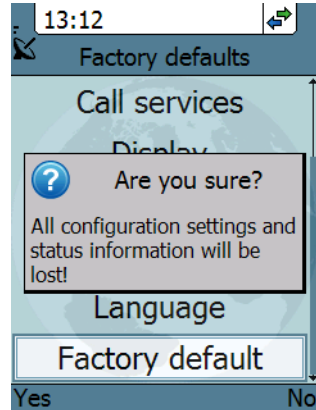 13:12
Factory defaults
Call services
Display
Are you sure?
All configuration settings and
status information will be
lost!
Language
Factory default
Yes No